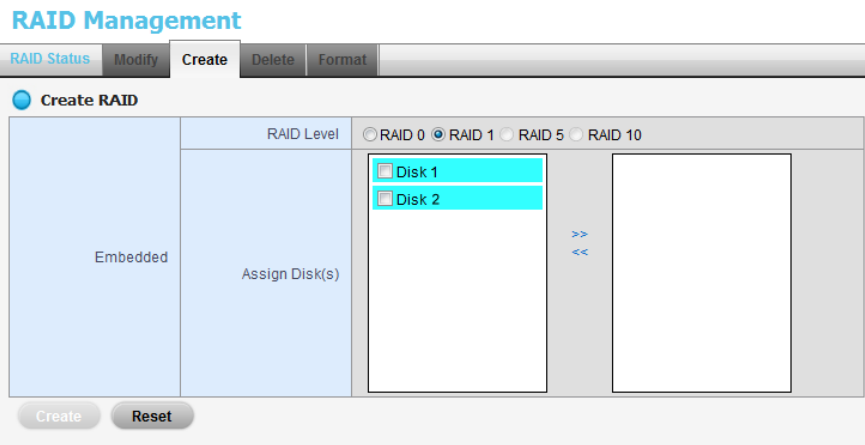 RAID Management
RAID Status Modify Create Delete Format
Create RAID
RAID Level RAID 0 RAID 1 RAID 5 RAID 10
Disk 1
Disk 2
>>
<<
Embedded
Assign Disk(s)
Create Reset